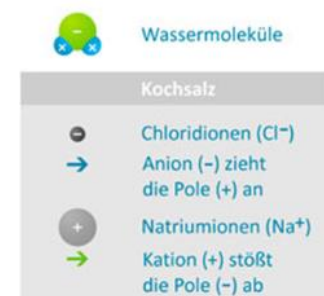 Wassermoleküle
Kochsalz
Chloridionen (Cl⁻)
Anion (–) zieht
die Pole (+) an
Natriumionen (Na⁺)
Kation (+) stößt
die Pole (–) ab